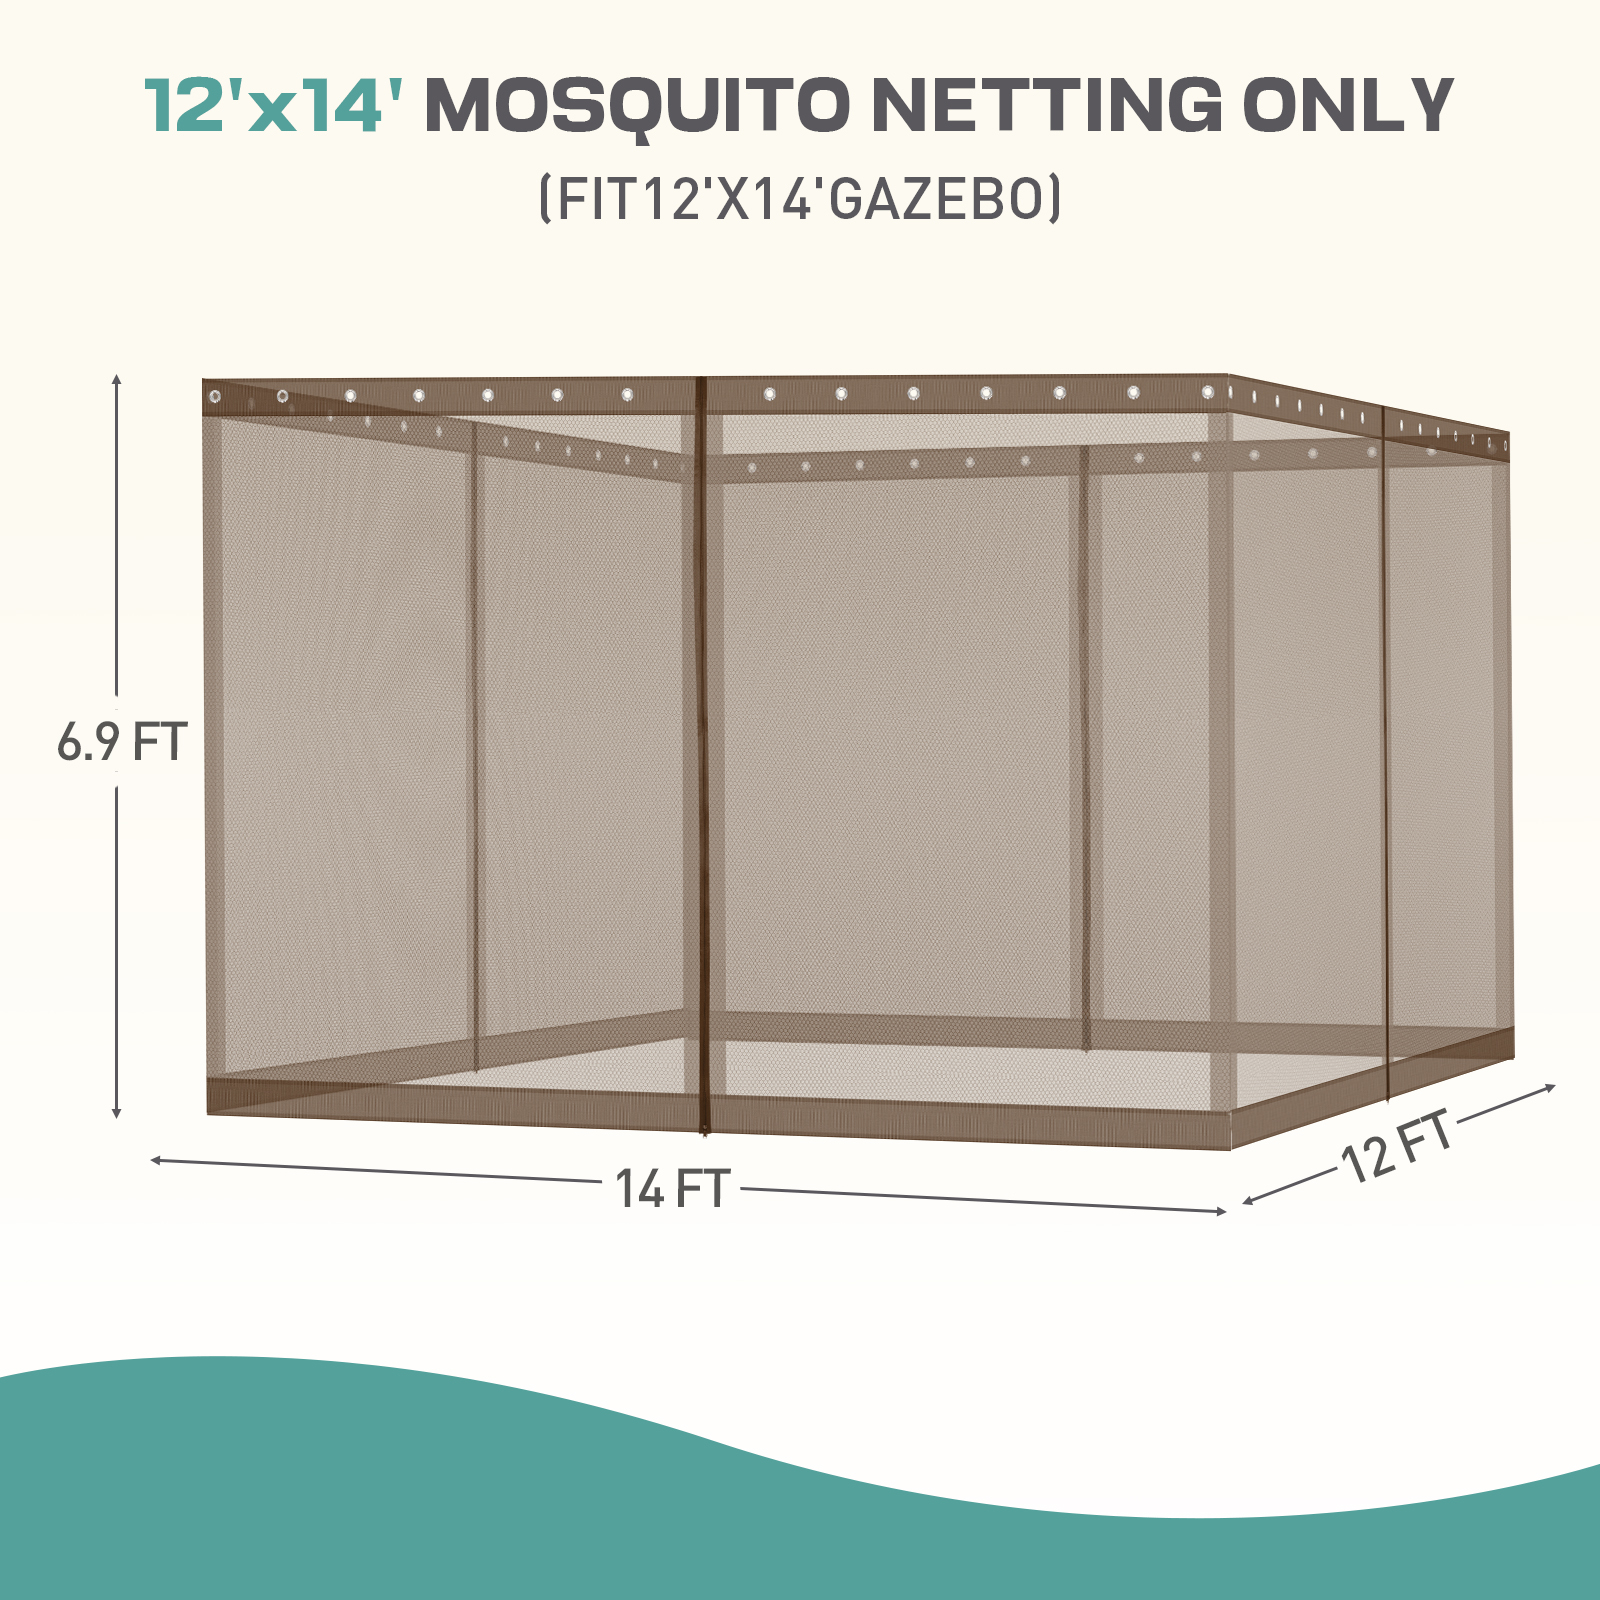 12'x14' MOSQUITO NETTING ONLY
(FIT12'X14'GAZEBO)
6.9 FT
14 FT
12 FT